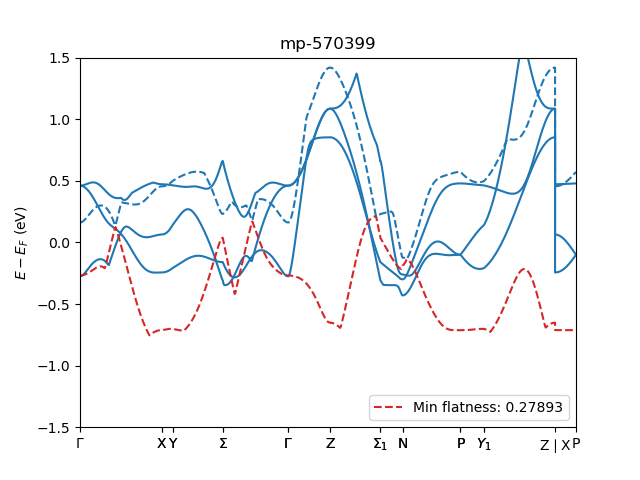 mp-570399
E − E_F (eV)
1.5
1.0
0.5
0.0
−0.5
−1.0
−1.5
Min flatness: 0.27893
Γ X Y Σ Γ Z Σ₁ N P Y₁ Z | X P